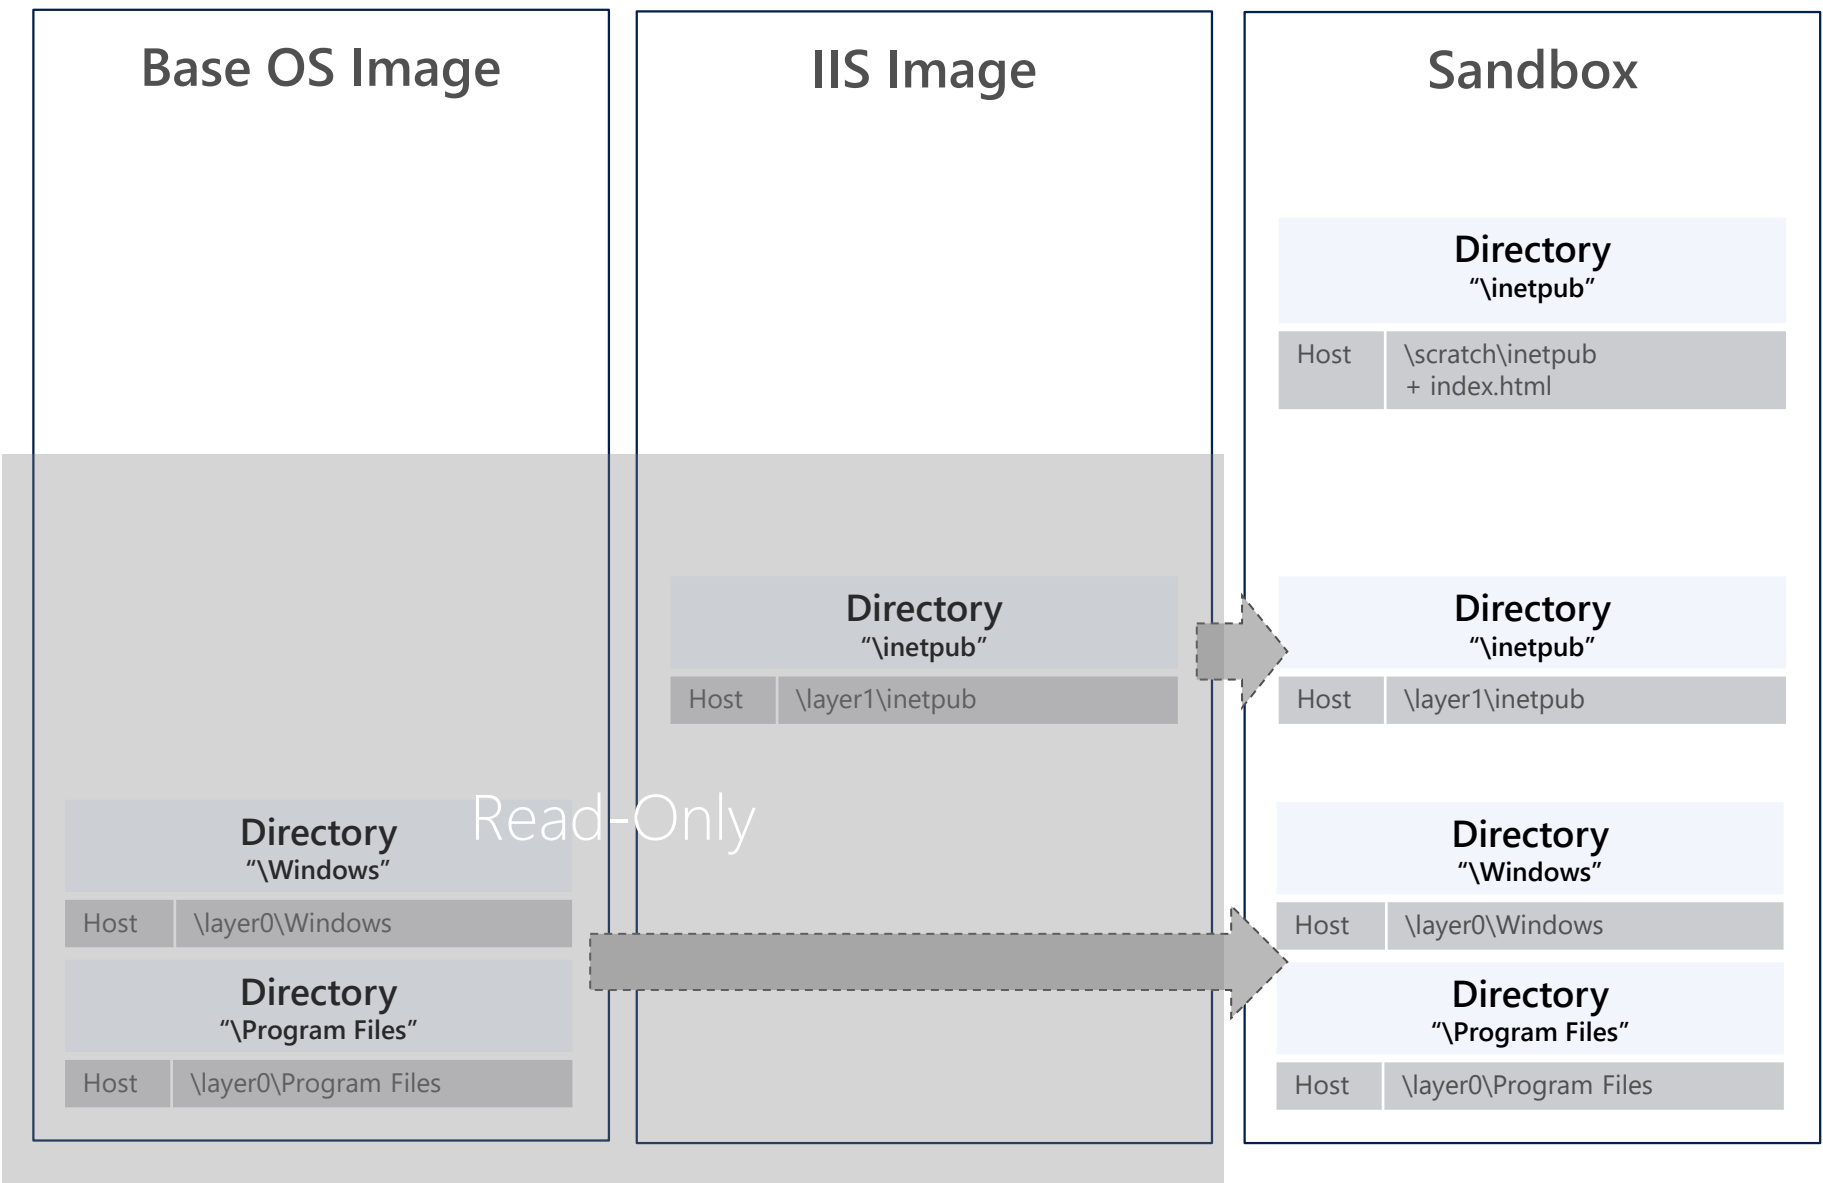 Base OS Image
IIS Image
Sandbox
Directory
“\inetpub”
Host
\scratch\inetpub
+ index.html
Directory
“\inetpub”
Host
\layer1\inetpub
Directory
“\inetpub”
Host
\layer1\inetpub
Read-Only
Directory
“\Windows”
Host
\layer0\Windows
Directory
“\Program Files”
Host
\layer0\Program Files
Directory
“\Windows”
Host
\layer0\Windows
Directory
“\Program Files”
Host
\layer0\Program Files